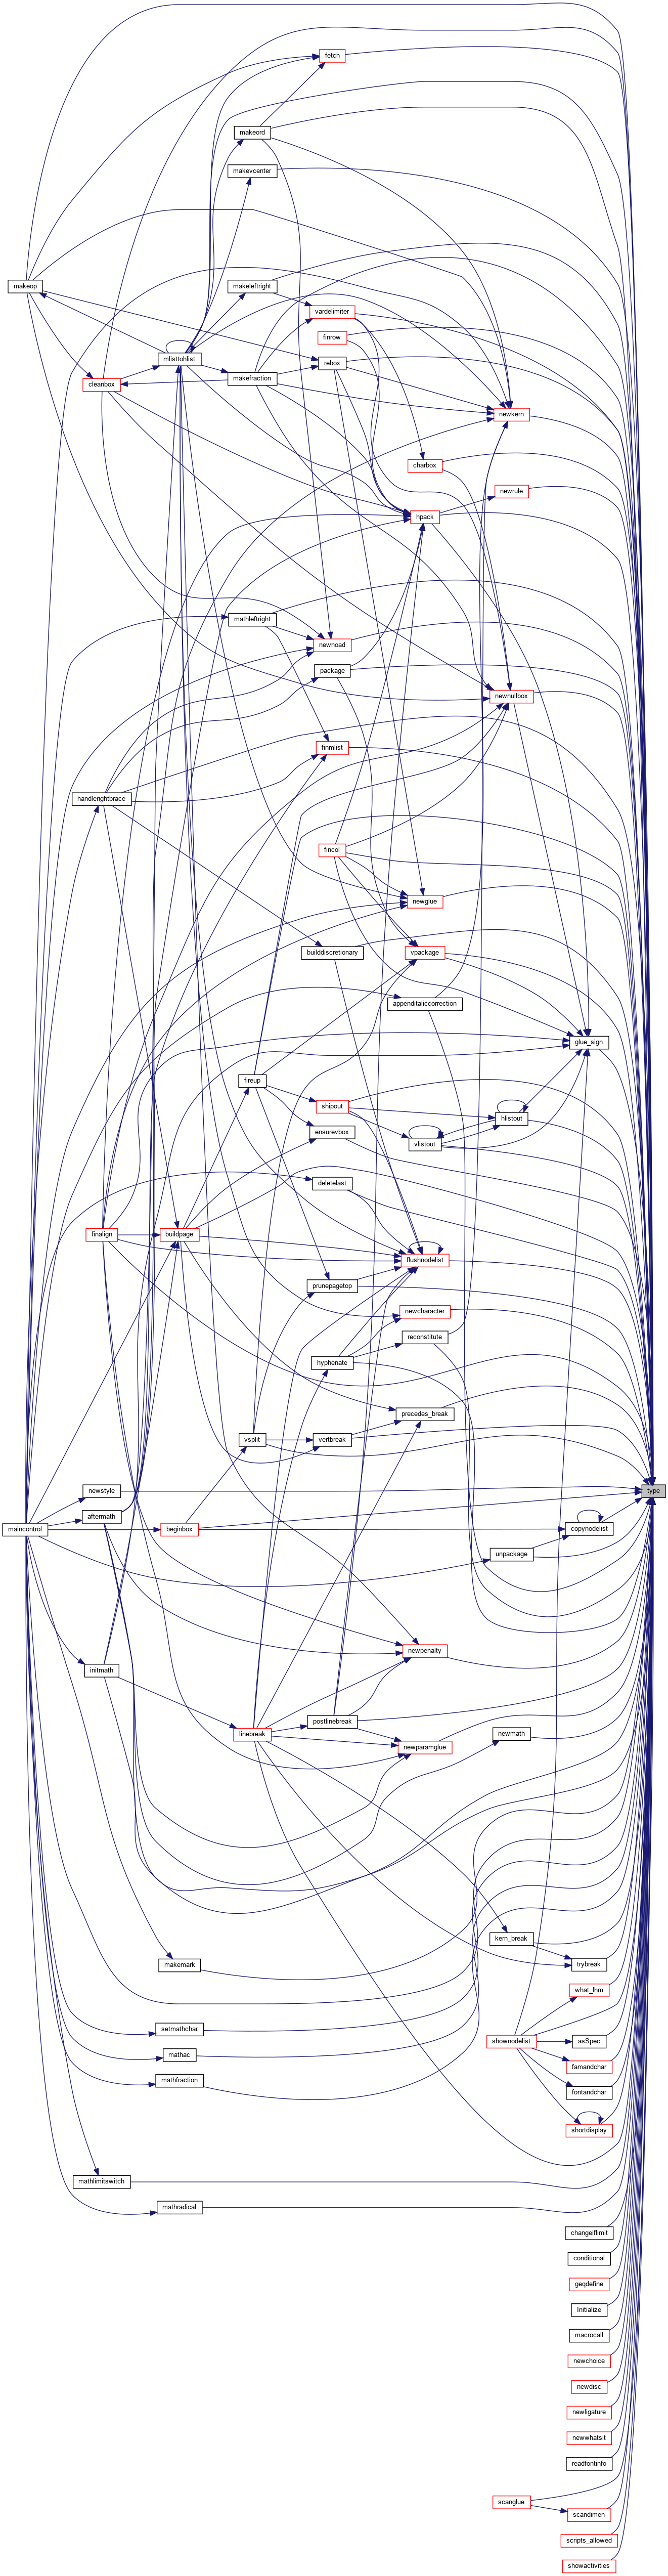 fetch
makeord
makevcenter
makeop
makeleftright
vardelimiter
finrow
mlisttohlist
rebox
makefraction
cleanbox
newkern
charbox
newrule
hpack
mathleftright
newnoad
package
newnullbox
finmlist
handlerightbrace
fincol
newglue
builddiscretionary
vpackage
appenditaliccorrection
glue_sign
fireup
shipout
hlistout
ensurevbox
vlistout
deletelast
finalign
buildpage
flushnodelist
prunepagetop
newcharacter
reconstitute
hyphenate
precedes_break
vsplit
vertbreak
newstyle
type
aftermath
maincontrol
beginbox
copynodelist
unpackage
newpenalty
initmath
postlinebreak
linebreak
newmath
newparamglue
kern_break
makemark
trybreak
what_lhm
setmathchar
shownodelist
asSpec
mathac
famandchar
mathfraction
fontandchar
shortdisplay
mathlimitswitch
mathradical
changeiflimit
conditional
geqdefine
Initialize
macrocall
newchoice
newdisc
newligature
newwhatsit
readfontinfo
scanglue
scandimen
scripts_allowed
showactivities